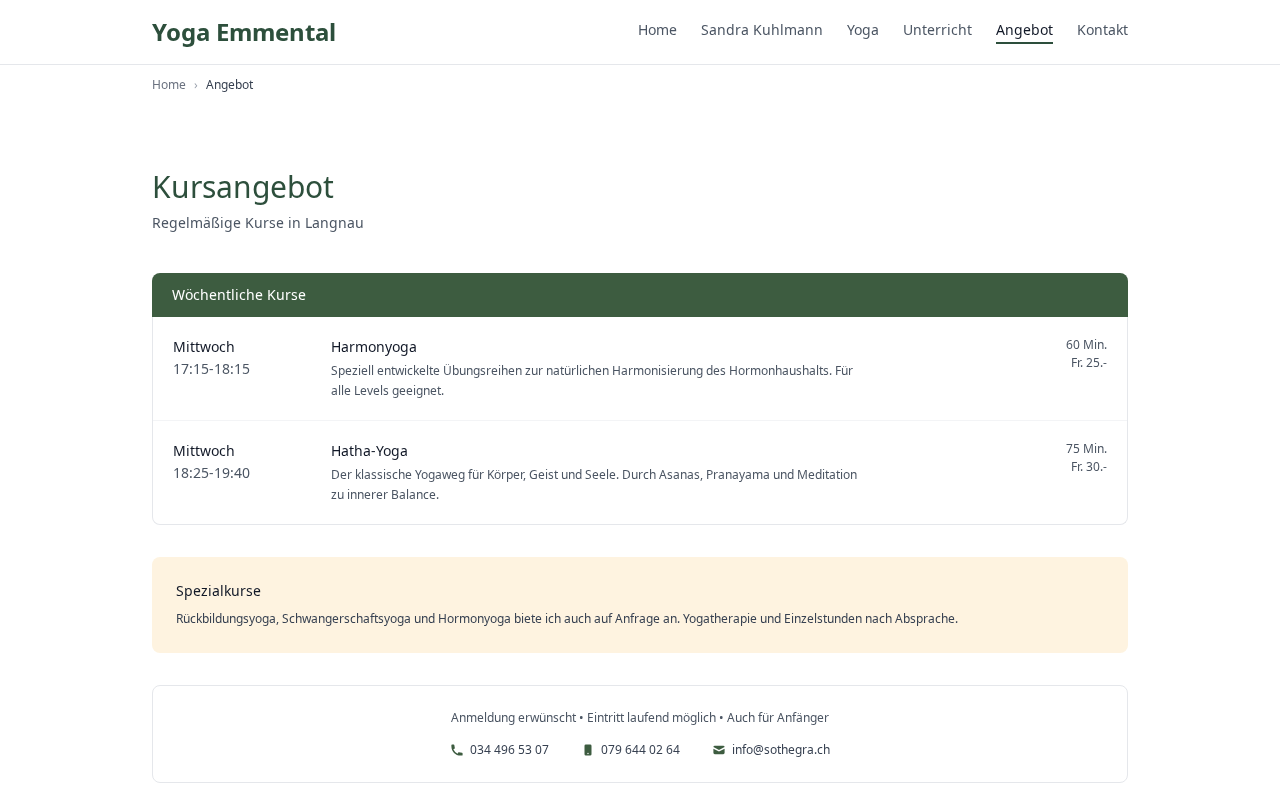 Yoga Emmental
Home Sandra Kuhlmann Yoga Unterricht Angebot Kontakt
Home › Angebot
Kursangebot
Regelmäßige Kurse in Langnau
Wöchentliche Kurse
Mittwoch
17:15-18:15
Harmonyoga
Speziell entwickelte Übungsreihen zur natürlichen Harmonisierung des Hormonhaushalts. Für
alle Levels geeignet.
60 Min.
Fr. 25.-
Mittwoch
18:25-19:40
Hatha-Yoga
Der klassische Yogaweg für Körper, Geist und Seele. Durch Asanas, Pranayama und Meditation
zu innerer Balance.
75 Min.
Fr. 30.-
Spezialkurse
Rückbildungsyoga, Schwangerschaftsyoga und Hormonyoga biete ich auch auf Anfrage an. Yogatherapie und Einzelstunden nach Absprache.
Anmeldung erwünscht • Eintritt laufend möglich • Auch für Anfänger
034 496 53 07 079 644 02 64 info@sothegra.ch